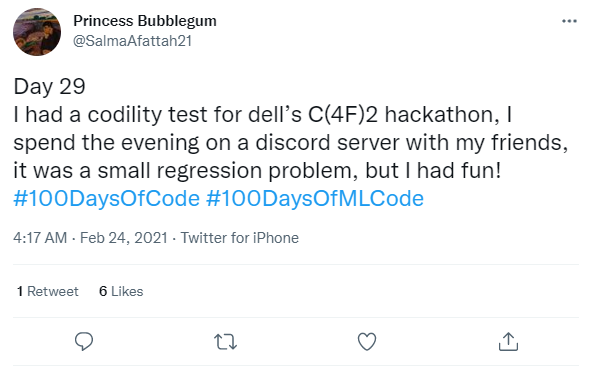 Princess Bubblegum
@SalmaAfattah21
Day 29
I had a codility test for dell’s C(4F)2 hackathon, I
spend the evening on a discord server with my friends,
it was a small regression problem, but I had fun!
#100DaysOfCode #100DaysOfMLCode
4:17 AM · Feb 24, 2021 · Twitter for iPhone
1 Retweet 6 Likes